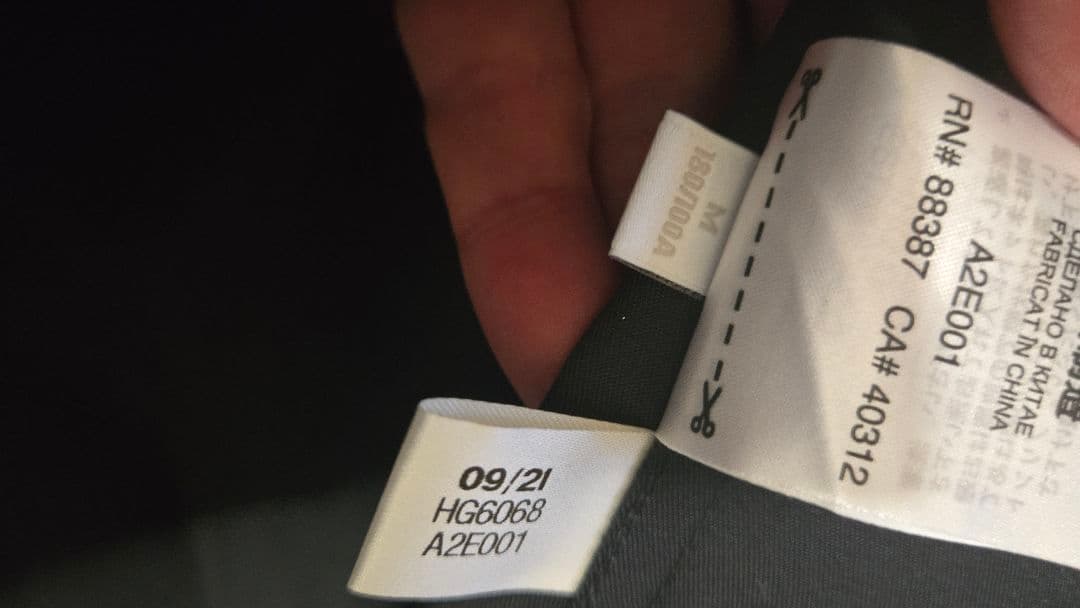 M
180/100A
RN# 88387 CA# 40312
A2E001
FABRICAT IN CHINA
СДЕЛАНО В КИТАЕ
09/21
HG6068
A2E001